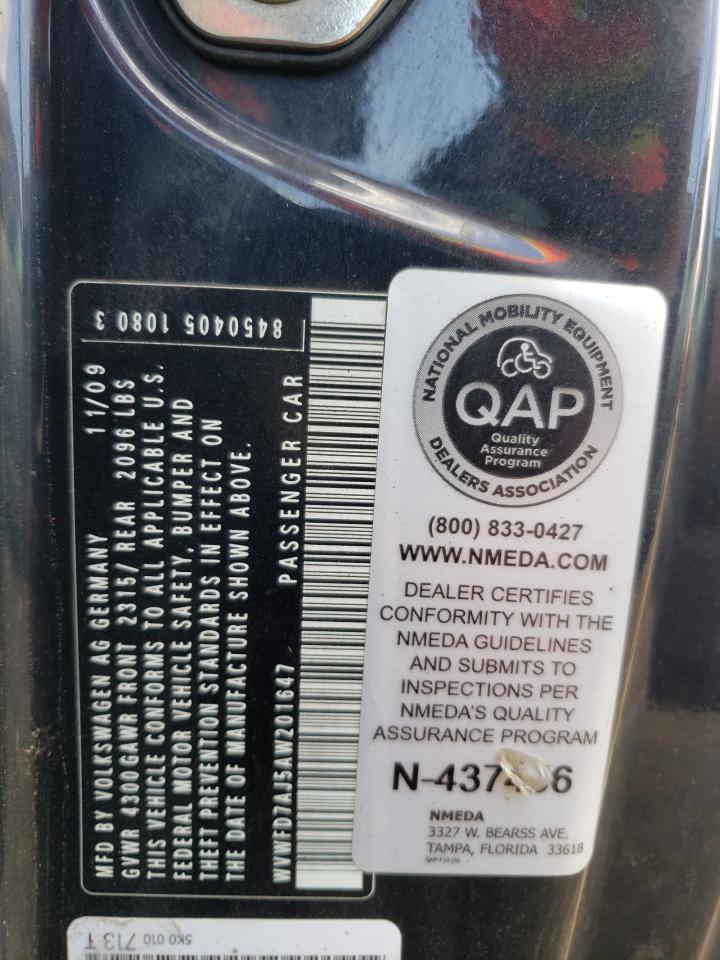 MFD BY VOLKSWAGEN AG GERMANY 11/09
GVWR 4300GAWR FRONT 2315/ REAR 2096 LBS
THIS VEHICLE CONFORMS TO ALL APPLICABLE U.S.
FEDERAL MOTOR VEHICLE SAFETY, BUMPER AND
THEFT PREVENTION STANDARDS IN EFFECT ON
THE DATE OF MANUFACTURE SHOWN ABOVE.
WVWFD7AJ5AW201647 PASSENGER CAR
8450405 1080 3
NATIONAL MOBILITY EQUIPMENT
DEALERS ASSOCIATION
QAP
Quality
Assurance
Program
(800) 833-0427
WWW.NMEDA.COM
DEALER CERTIFIES
CONFORMITY WITH THE
NMEDA GUIDELINES
AND SUBMITS TO
INSPECTIONS PER
NMEDA'S QUALITY
ASSURANCE PROGRAM
NMEDA
3327 W. BEARSS AVE.
TAMPA, FLORIDA 33618
5K0 010
713 T